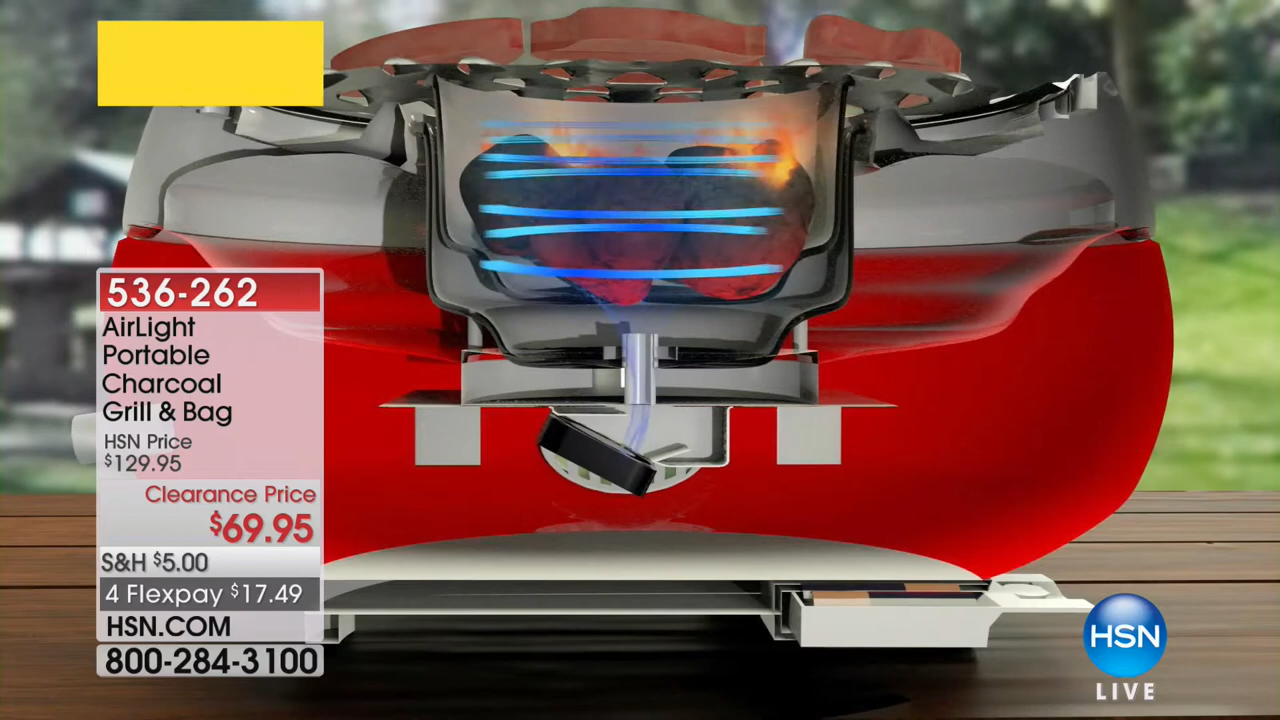 536-262
AirLight
Portable
Charcoal
Grill & Bag
HSN Price
$129.95
Clearance Price
$69.95
S&H $5.00
4 Flexpay $17.49
HSN.COM
800-284-3100
HSN
LIVE